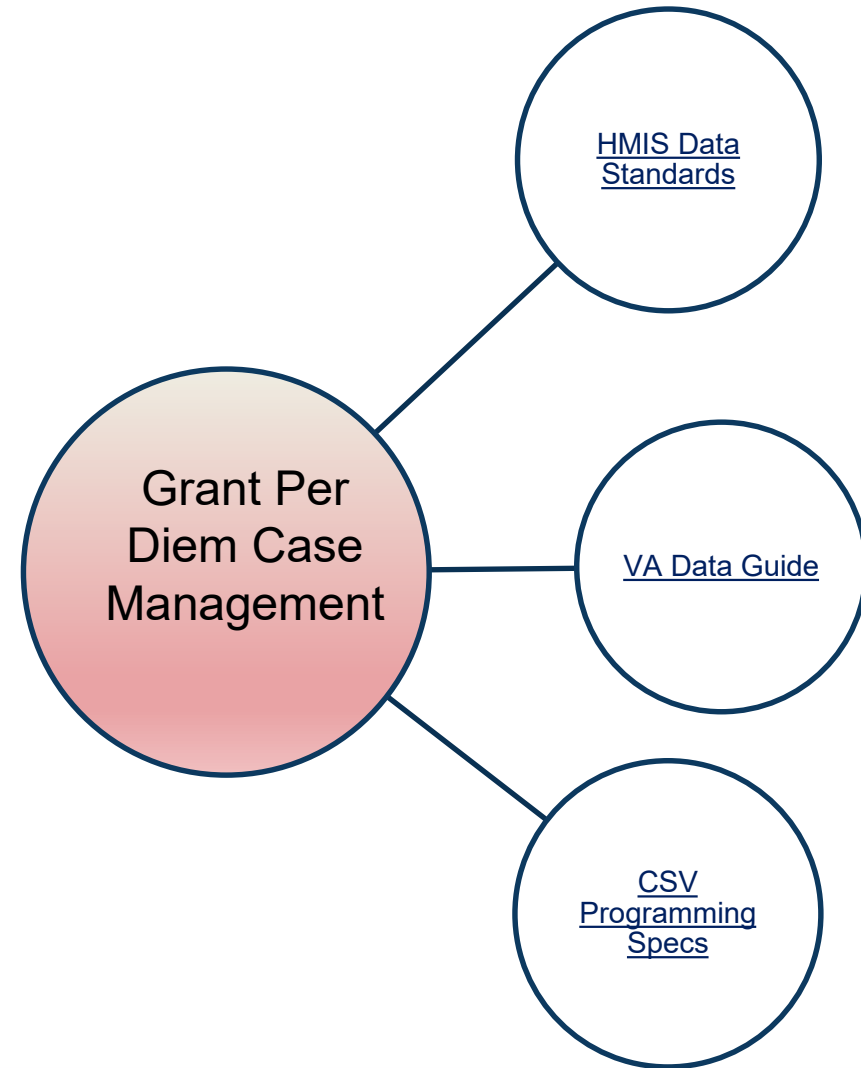 HMIS Data
Standards
Grant Per
Diem Case
Management
VA Data Guide
CSV
Programming
Specs